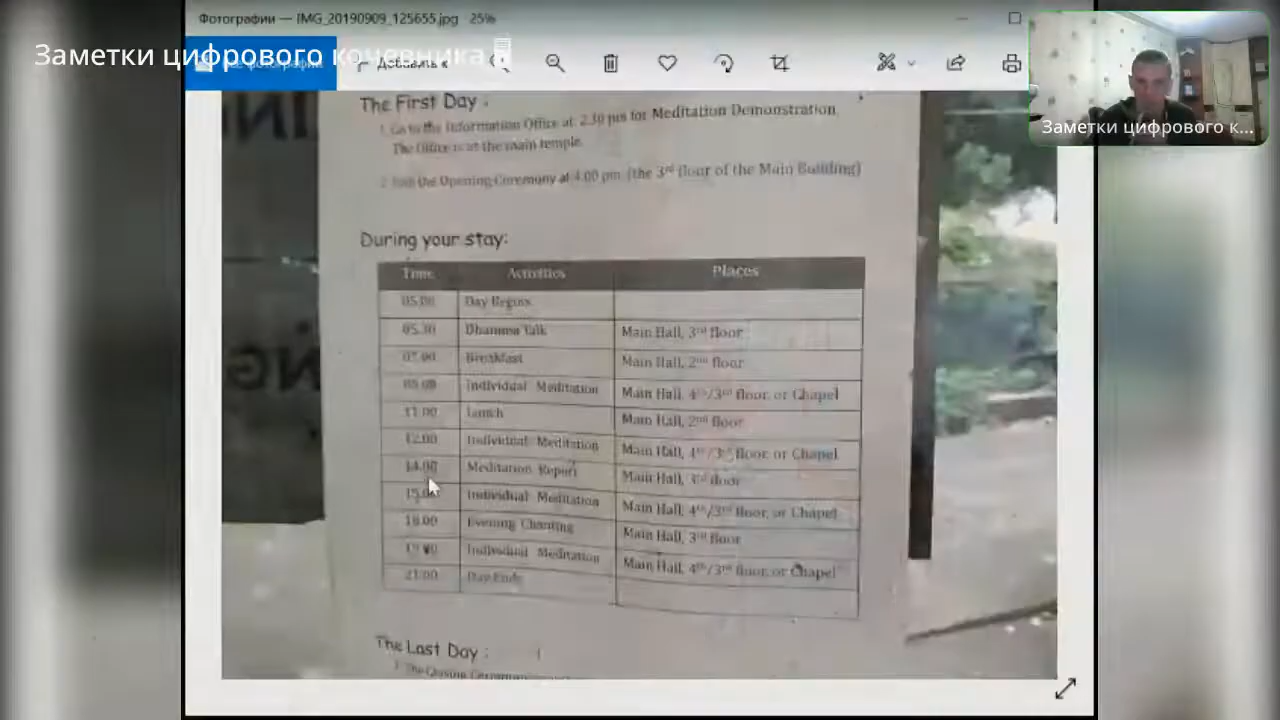 Фотографии — IMG_20190909_125655.jpg 25%
Заметки цифрового кочевника
Добавить к
Заметки цифрового к...
The First Day :
1. Go to the Information Office at 2.30 pm for Meditation Demonstration
The Office is at the main temple.
2. Join the Opening Ceremony at 4.00 pm. (the 3rd floor of the Main Building)
During your stay:
Time Activities Places
05.00 Day Begins
05.30 Dhamma Talk Main Hall, 3rd floor
07.00 Breakfast Main Hall, 2nd floor
Individual Meditation Main Hall, 4th/3rd floor, or Chapel
11.00 Lunch Main Hall, 2nd floor
12.00 Individual Meditation Main Hall, 4th/3rd floor or Chapel
14.00 Meditation Report Main Hall, 3rd floor
15.00 Individual Meditation Main Hall, 4th/3rd floor, or Chapel
18.00 Evening Chanting Main Hall, 3rd floor
Individual Meditation Main Hall, 4th/3rd floor, or Chapel
21.00 Day Ends
The Last Day :